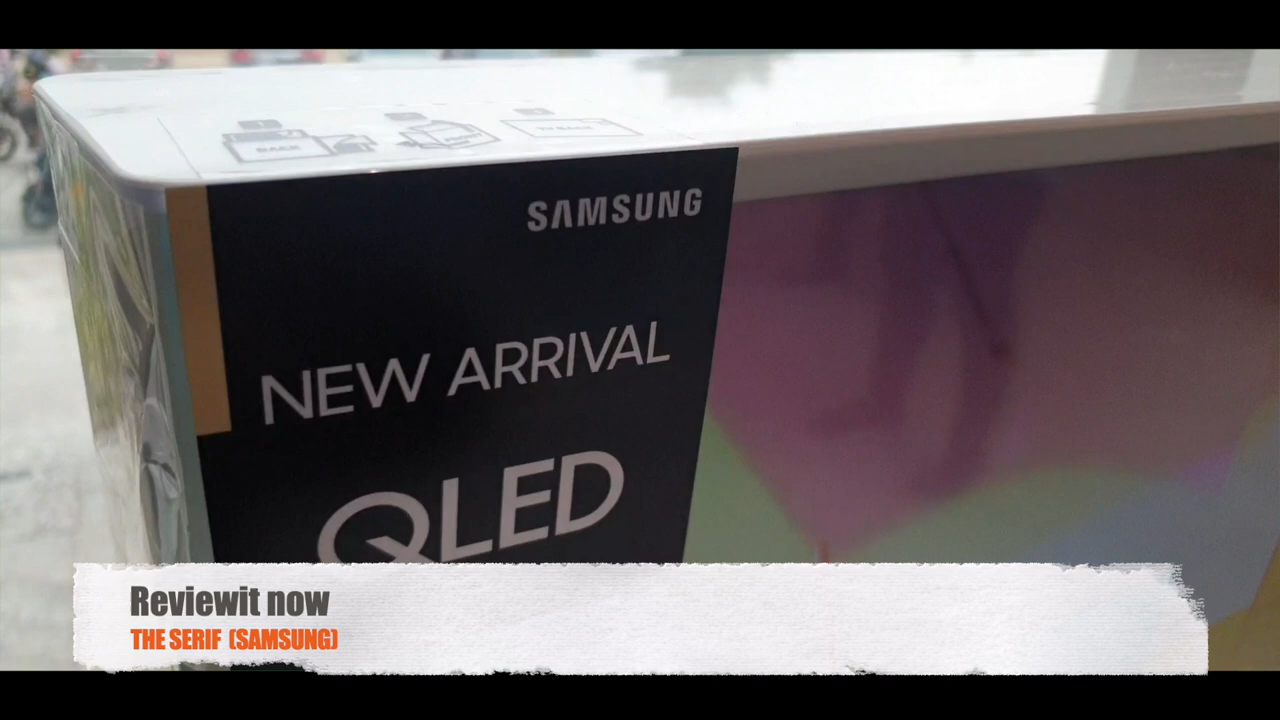 SAMSUNG
NEW ARRIVAL
QLED
Reviewit now
THE SERIF (SAMSUNG)